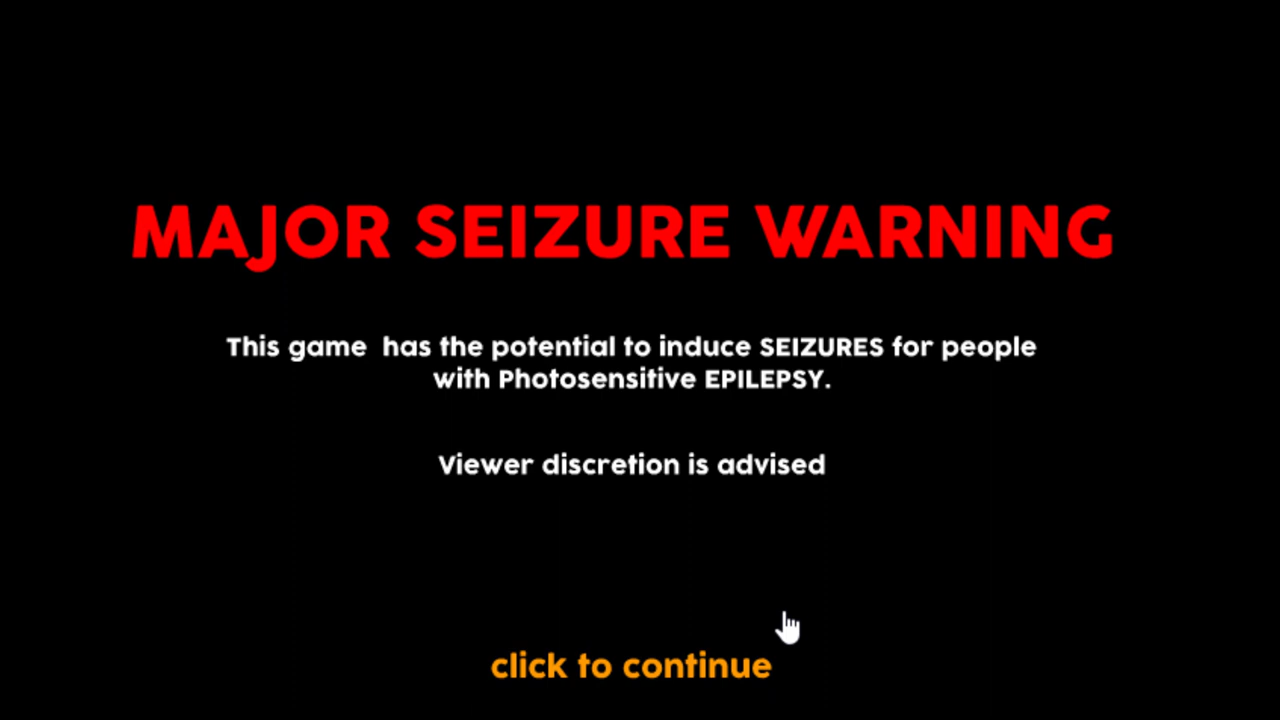 MAJOR SEIZURE WARNING
This game  has the potential to induce SEIZURES for people
with Photosensitive EPILEPSY.
Viewer discretion is advised
click to continue